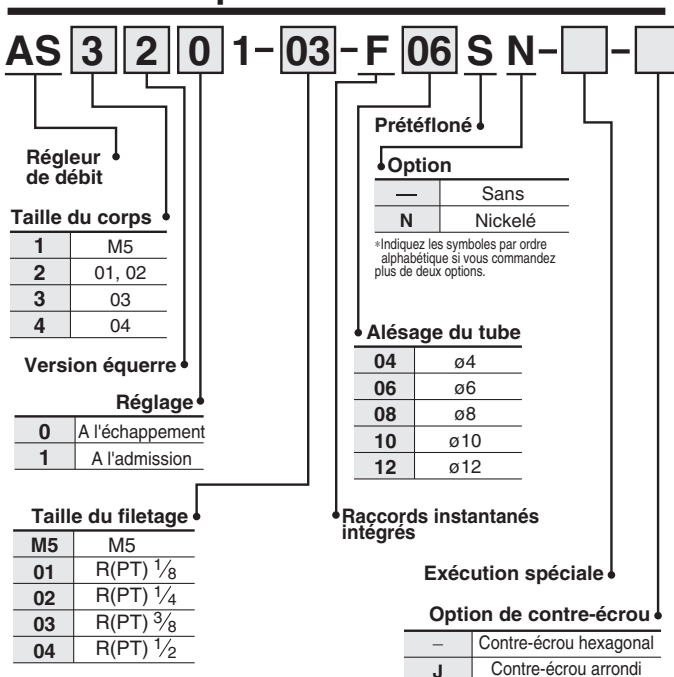 AS 3 2 0 1-03-F 06 S N- -
Prétéfloné
Régleur
de débit
Option
— Sans
N Nickelé
*Indiquez les symboles par ordre
alphabétique si vous commandez
plus de deux options.
Taille du corps
1 M5
2 01, 02
3 03
4 04
Version équerre
Réglage
0 A l'échappement
1 A l'admission
Alésage du tube
04 ø4
06 ø6
08 ø8
10 ø10
12 ø12
Taille du filetage
M5 M5
01 R(PT) 1/8
02 R(PT) 1/4
03 R(PT) 3/8
04 R(PT) 1/2
Raccords instantanés
intégrés
Exécution spéciale
Option de contre-écrou
– Contre-écrou hexagonal
J Contre-écrou arrondi